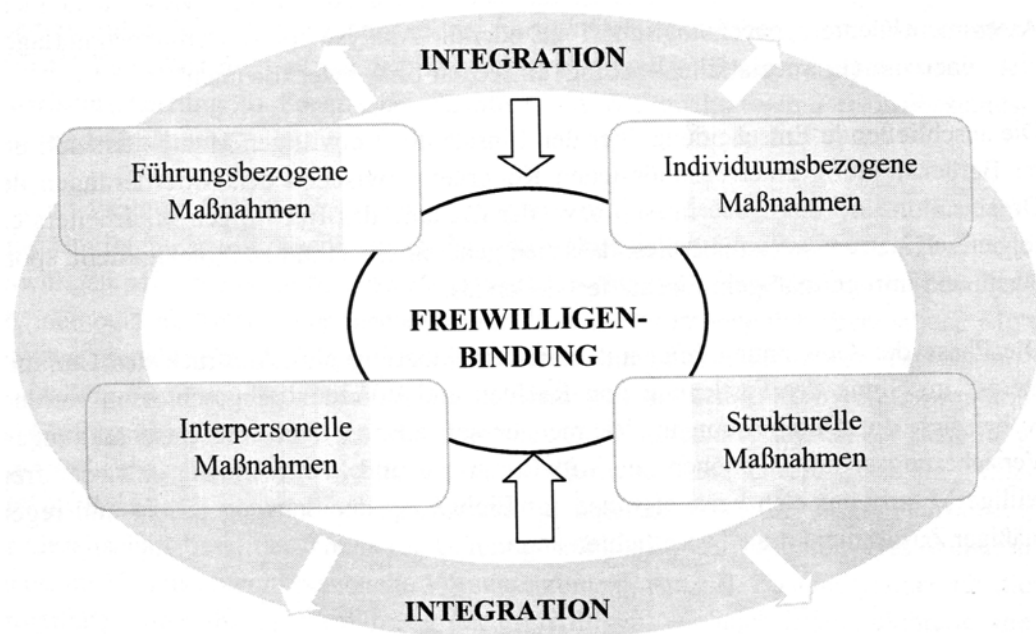 INTEGRATION
Führungsbezogene
Maßnahmen
Individuumsbezogene
Maßnahmen
FREIWILLIGEN-
BINDUNG
Interpersonelle
Maßnahmen
Strukturelle
Maßnahmen
INTEGRATION